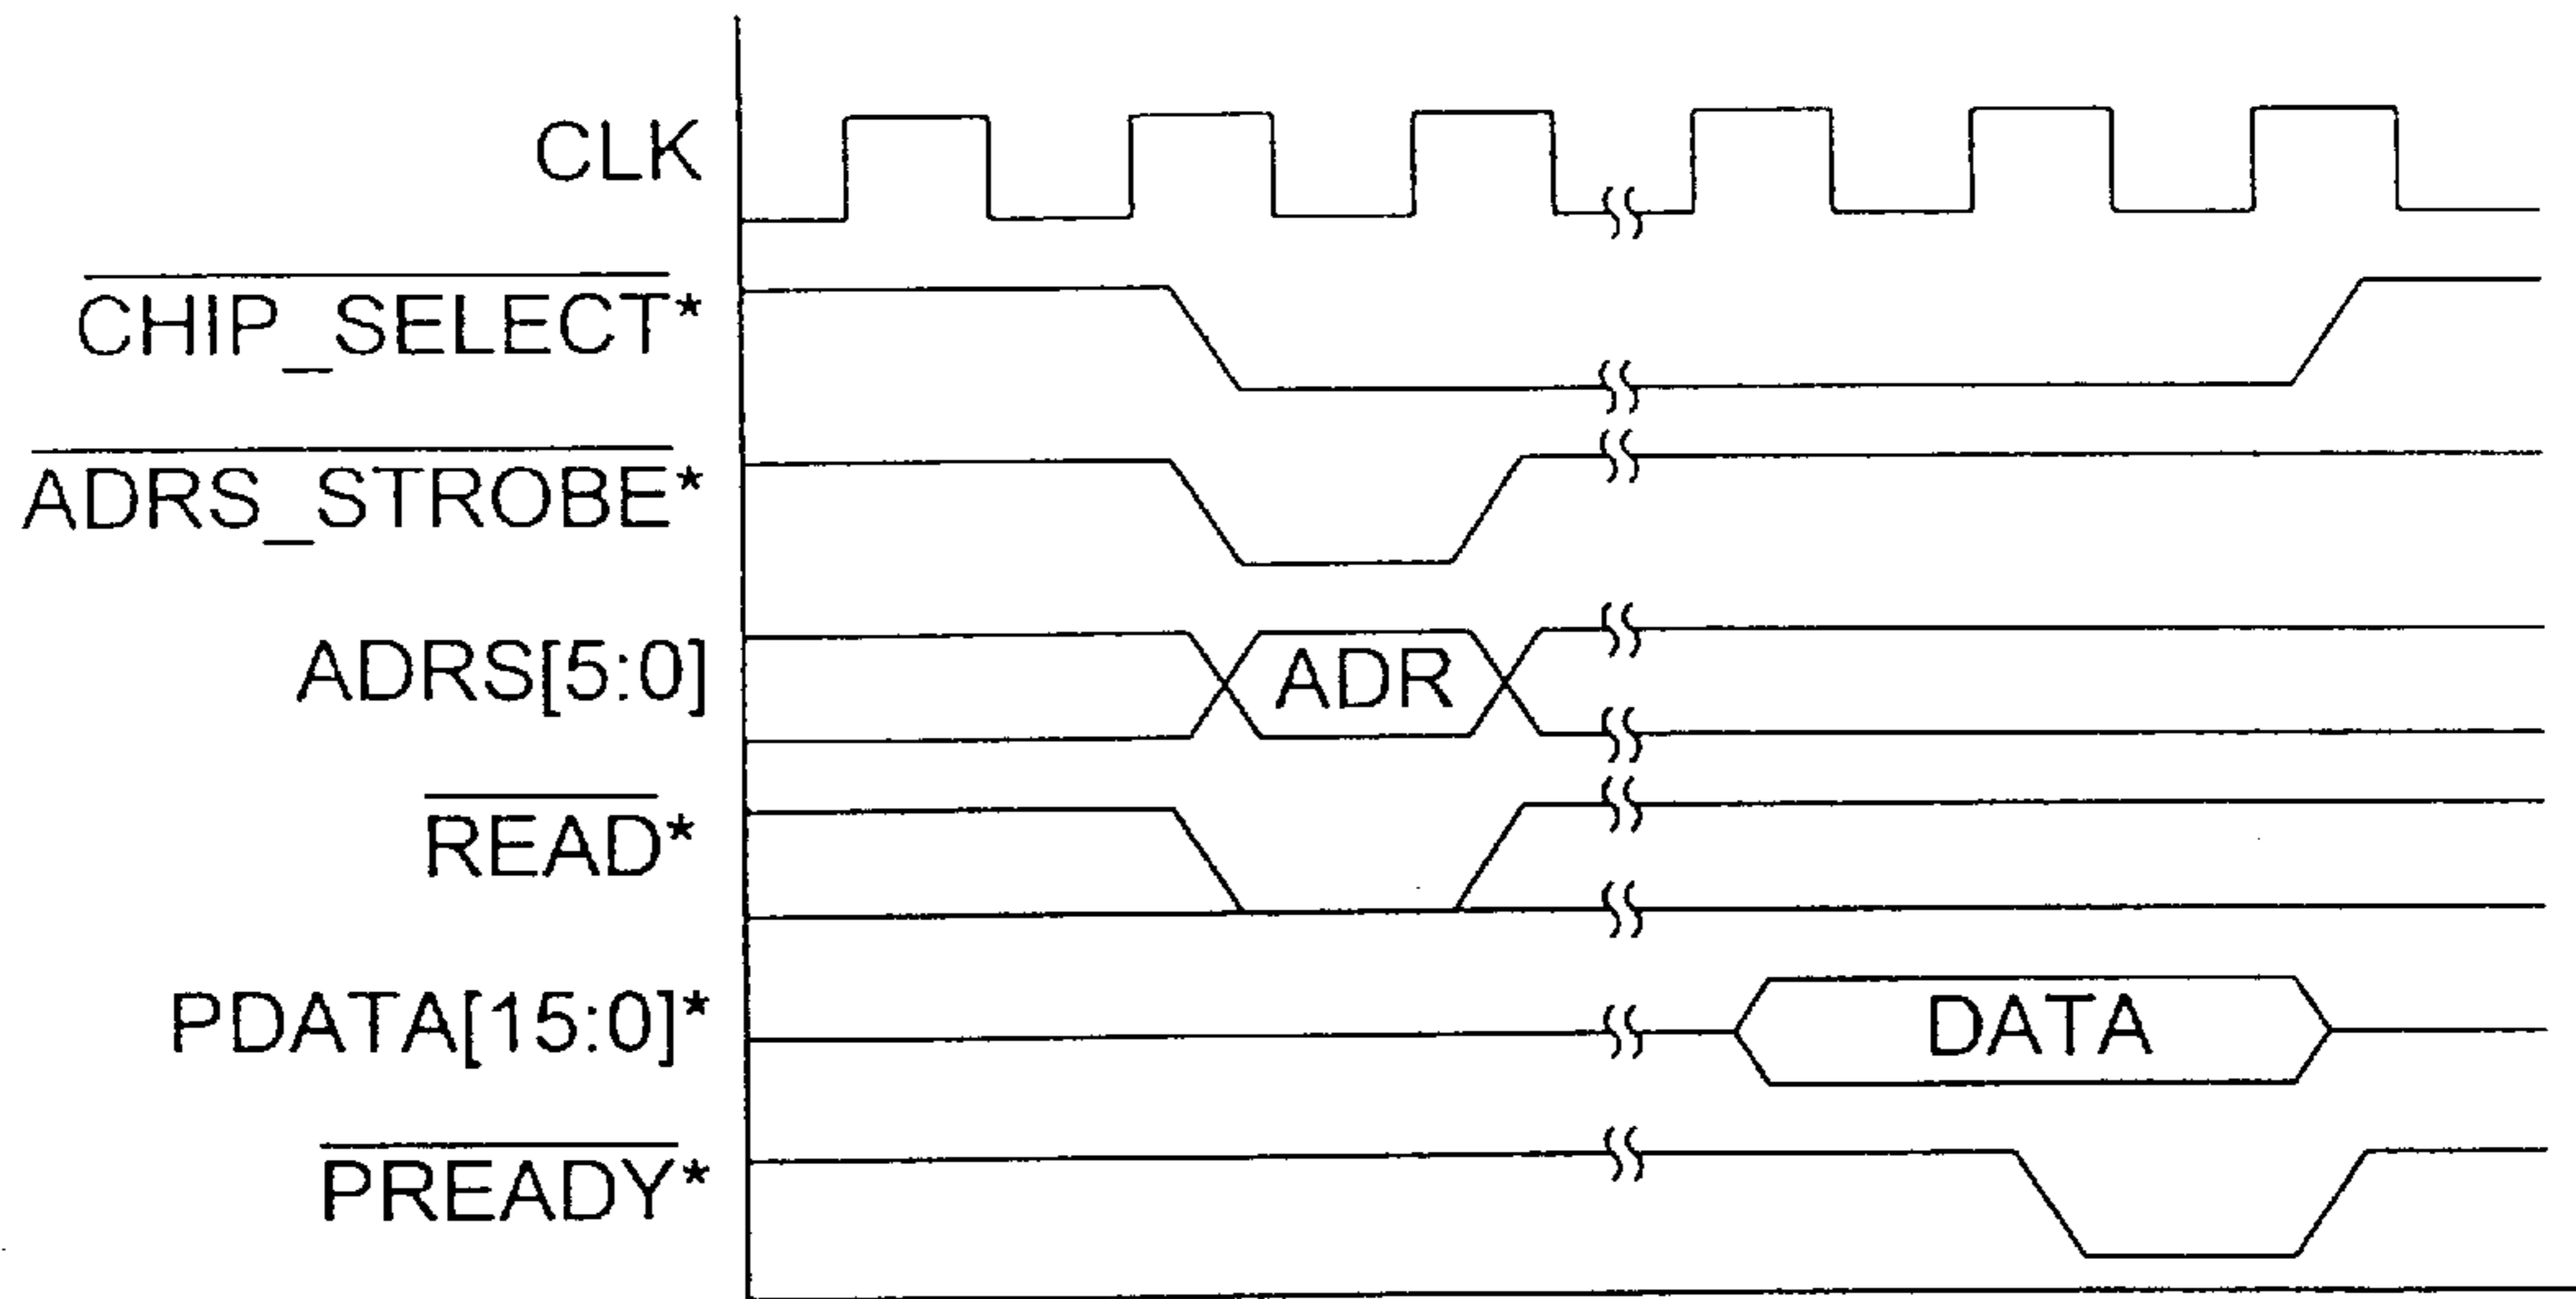 CLK
CHIP_SELECT*
ADRS_STROBE*
ADRS[5:0]
ADR
READ*
PDATA[15:0]*
DATA
PREADY*